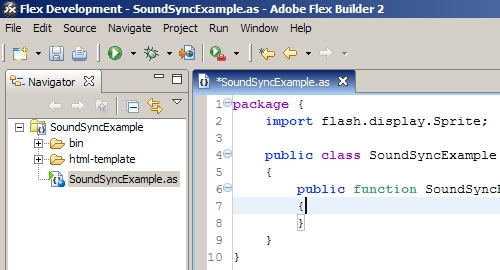 Flex Development - SoundSyncExample.as - Adobe Flex Builder 2
File Edit Source Navigate Project Run Window Help
Navigator
*SoundSyncExample.as
SoundSyncExample
bin
html-template
SoundSyncExample.as
1 package {
2 import flash.display.Sprite;
3
4 public class SoundSyncExample
5 {
6 public function SoundSyncE
7 {
8 }
9 }
10 }